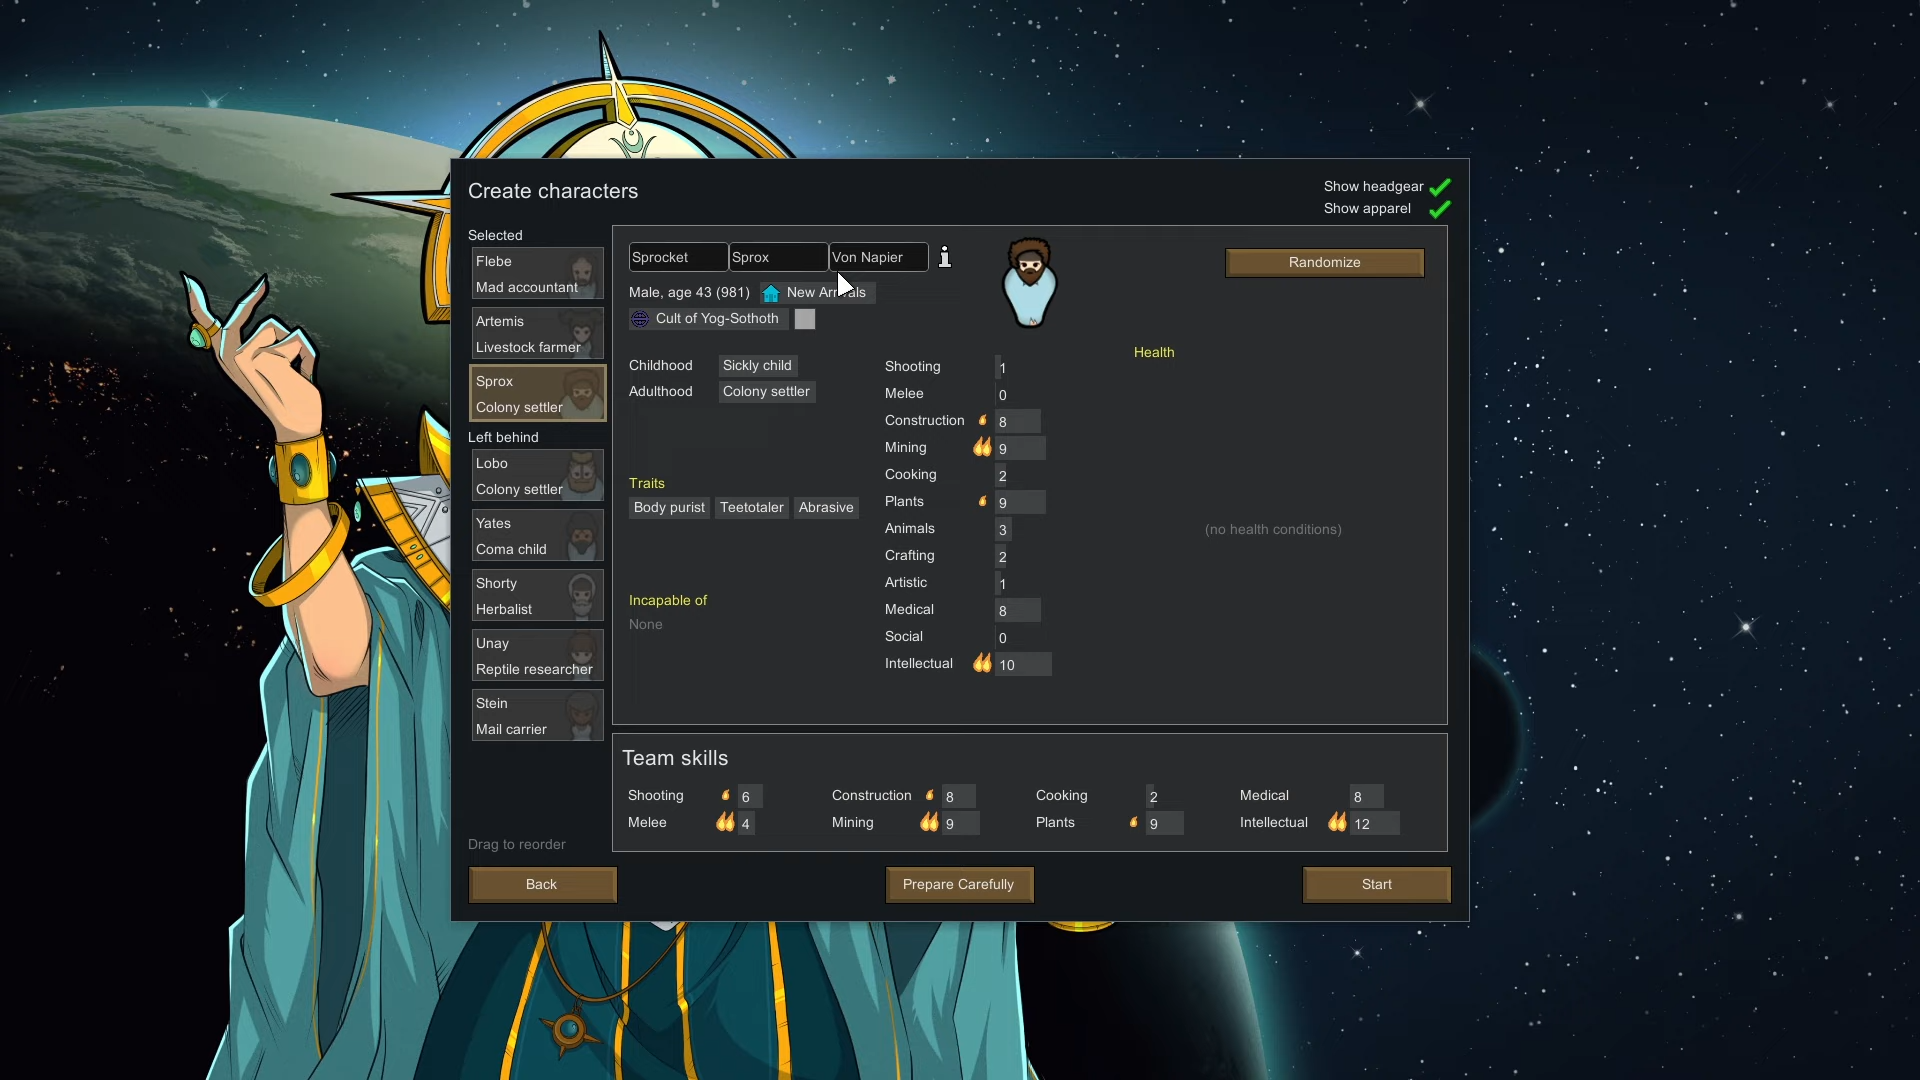 Create characters
Show headgear
Show apparel
Selected
Flebe
Mad accountant
Artemis
Livestock farmer
Sprox
Colony settler
Left behind
Lobo
Colony settler
Yates
Coma child
Shorty
Herbalist
Unay
Reptile researcher
Stein
Mail carrier
Drag to reorder
Sprocket Sprox Von Napier
Randomize
Male, age 43 (981) New Arrivals
Cult of Yog-Sothoth
Childhood Sickly child
Adulthood Colony settler
Traits
Body purist Teetotaler Abrasive
Incapable of
None
Shooting 1
Melee 0
Construction 8
Mining 9
Cooking 2
Plants 9
Animals 3
Crafting 2
Artistic 1
Medical 8
Social 0
Intellectual 10
Health
(no health conditions)
Team skills
Shooting 6 Construction 8 Cooking 2 Medical 8
Melee 4 Mining 9 Plants 9 Intellectual 12
Back Prepare Carefully Start